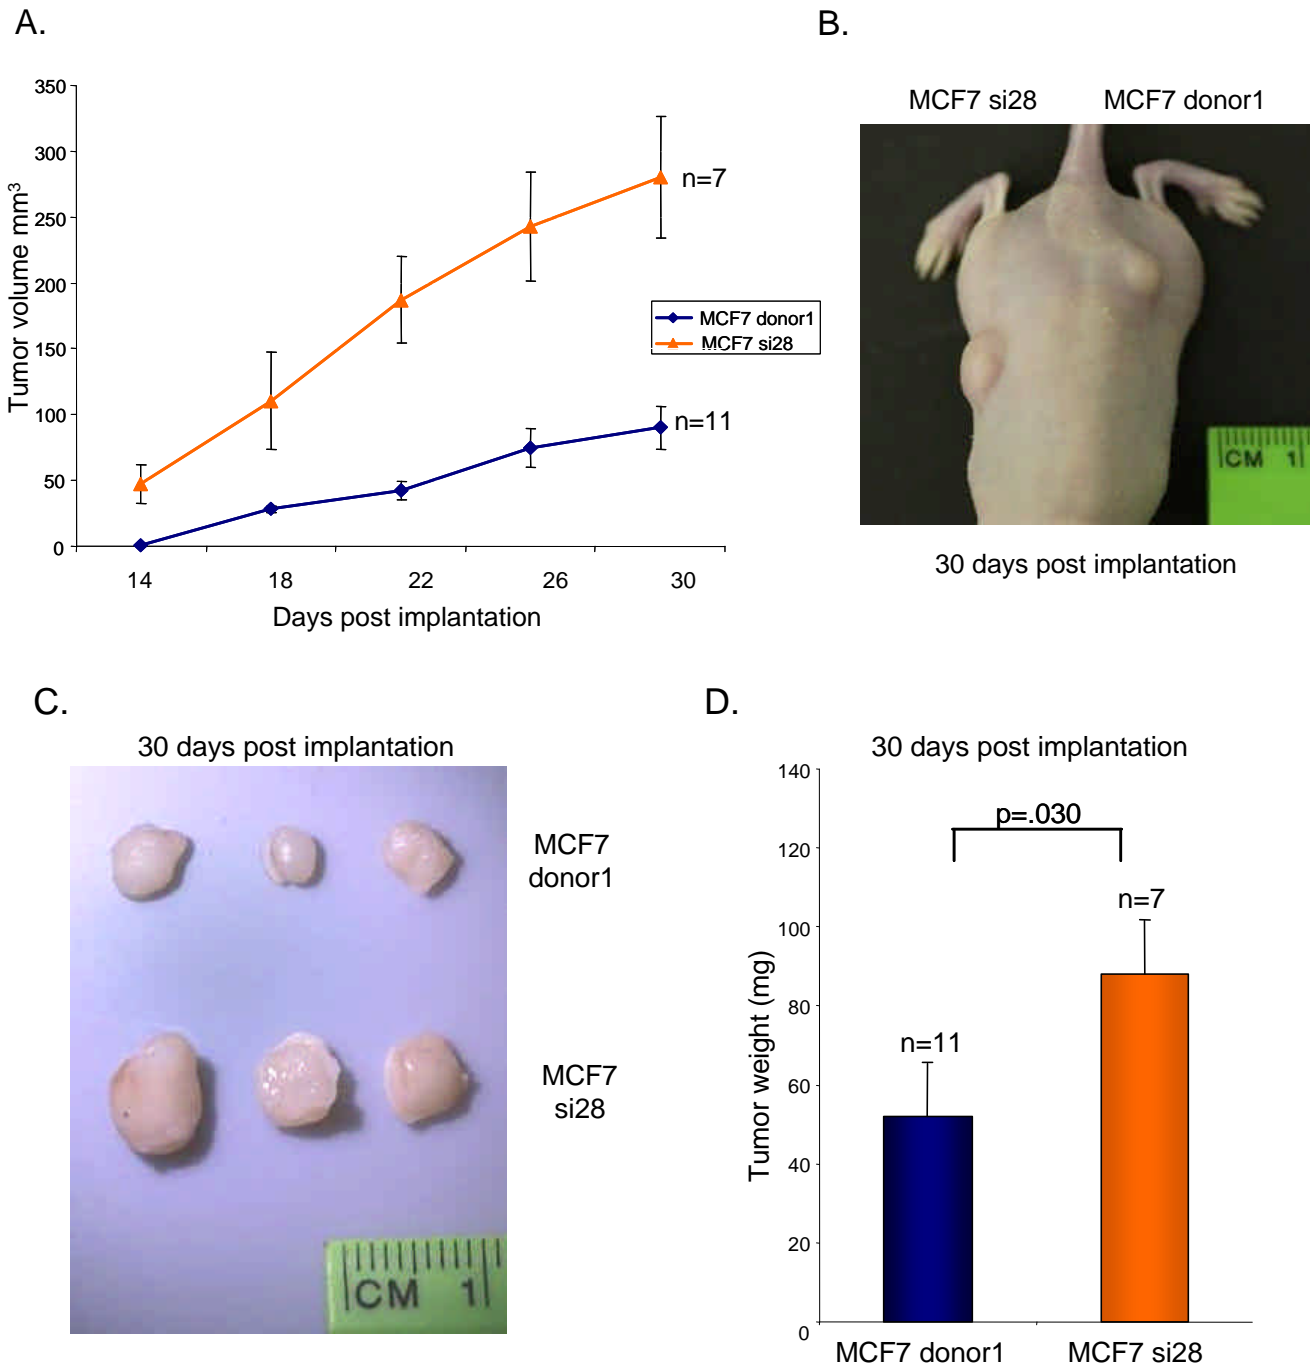 A.
350
300
250
200
150
100
50
0
Tumor volume mm³
n=7
n=11
MCF7 donor1
MCF7 si28
14 18 22 26 30
Days post implantation
B.
MCF7 si28 MCF7 donor1
CM 1
30 days post implantation
C.
30 days post implantation
MCF7
donor1
MCF7
si28
CM 1
D.
30 days post implantation
140
120
100
80
60
40
20
0
Tumor weight (mg)
p=.030
n=11
n=7
MCF7 donor1 MCF7 si28